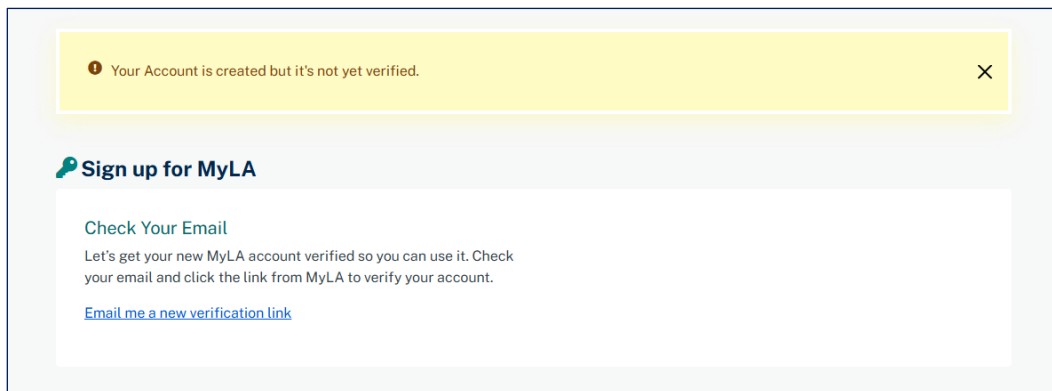 Your Account is created but it's not yet verified.
Sign up for MyLA
Check Your Email
Let's get your new MyLA account verified so you can use it. Check
your email and click the link from MyLA to verify your account.
Email me a new verification link